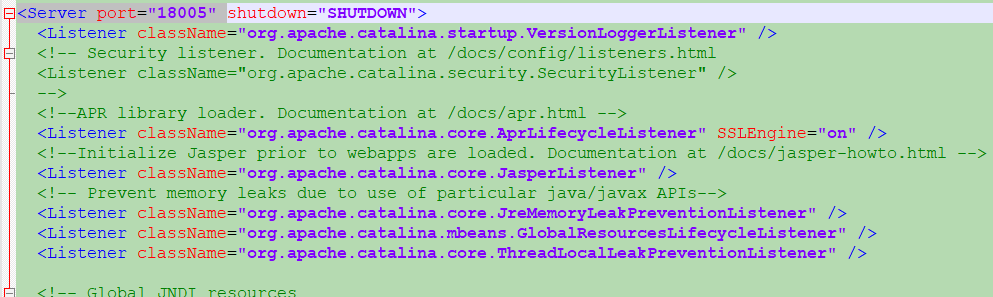 <Server port="18005" shutdown="SHUTDOWN">
<Listener className="org.apache.catalina.startup.VersionLoggerListener" />
<!-- Security listener. Documentation at /docs/config/listeners.html
<Listener className="org.apache.catalina.security.SecurityListener" />
-->
<!--APR library loader. Documentation at /docs/apr.html -->
<Listener className="org.apache.catalina.core.AprLifecycleListener" SSLEngine="on" />
<!--Initialize Jasper prior to webapps are loaded. Documentation at /docs/jasper-howto.html -->
<Listener className="org.apache.catalina.core.JasperListener" />
<!-- Prevent memory leaks due to use of particular java/javax APIs-->
<Listener className="org.apache.catalina.core.JreMemoryLeakPreventionListener" />
<Listener className="org.apache.catalina.mbeans.GlobalResourcesLifecycleListener" />
<Listener className="org.apache.catalina.core.ThreadLocalLeakPreventionListener" />
<!-- Global JNDI resources